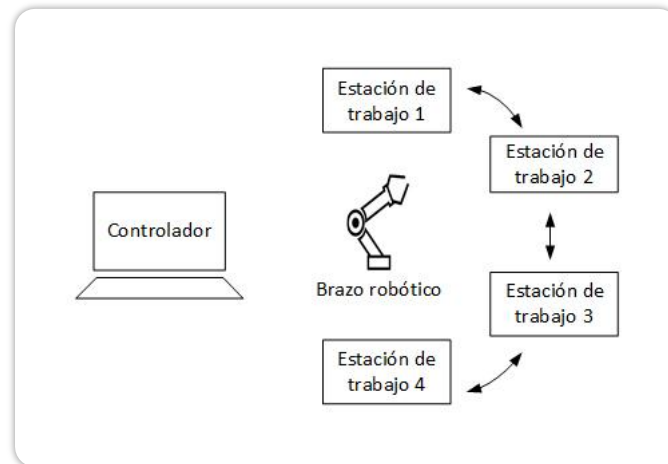 Estación de
trabajo 1
Estación de
trabajo 2
Controlador
Brazo robótico
Estación de
trabajo 3
Estación de
trabajo 4